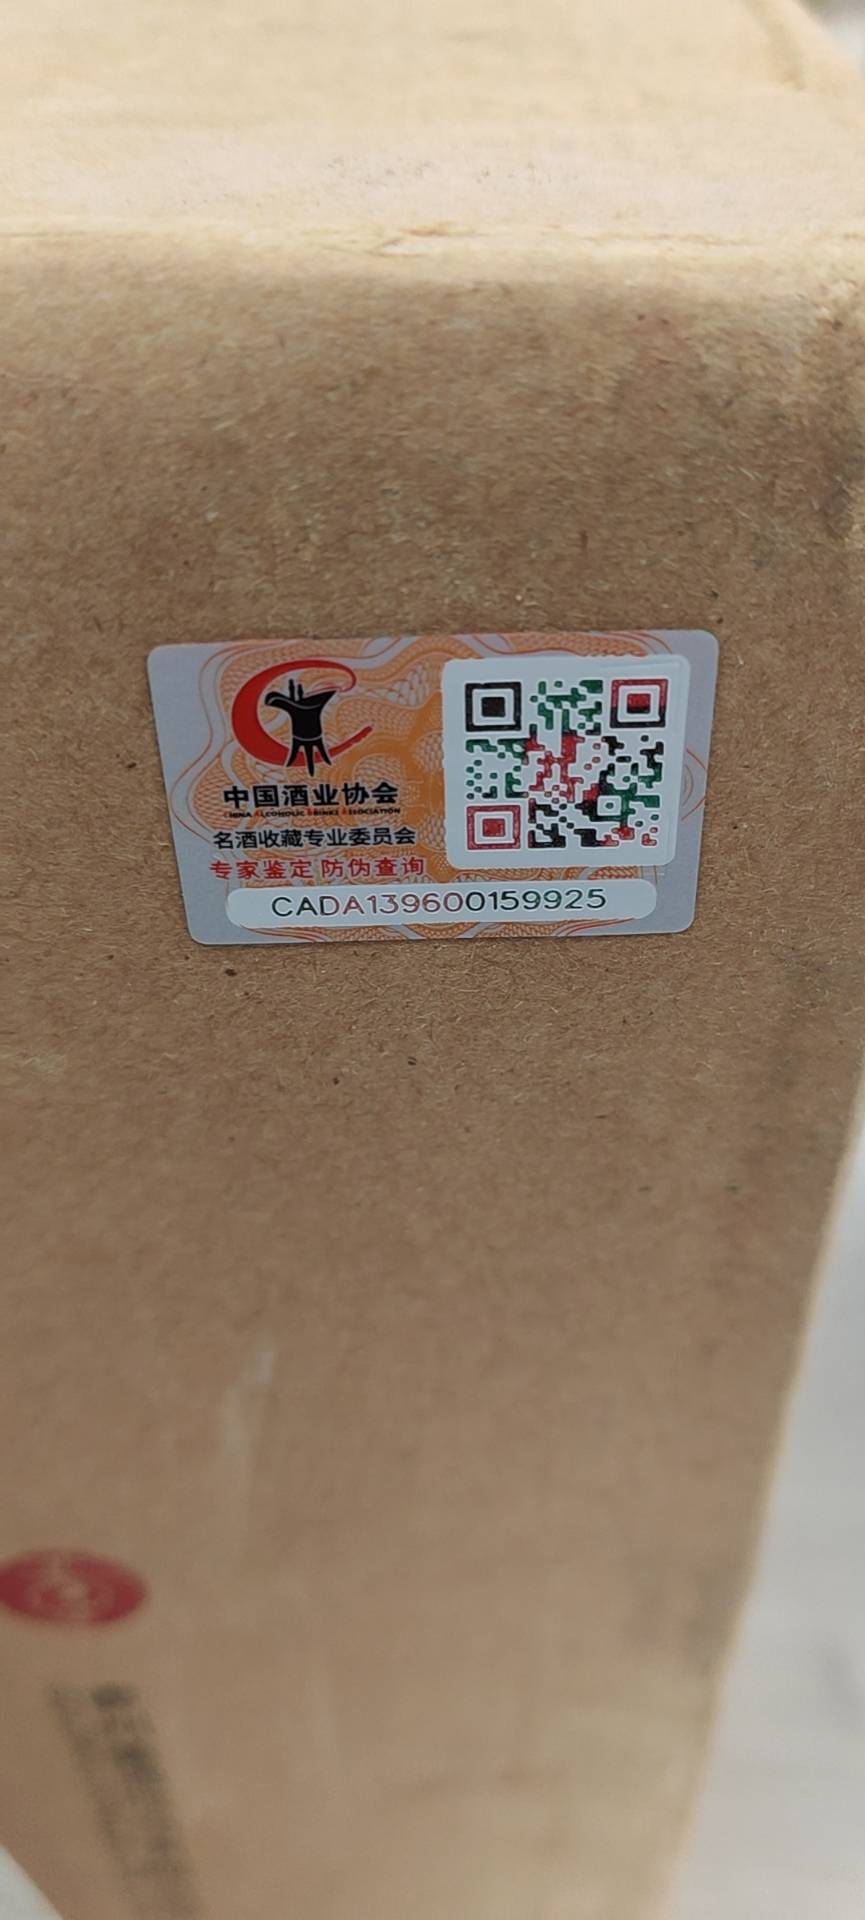 中国酒业协会
CHINA ALCOHOLIC DRINKS ASSOCIATION
名酒收藏专业委员会
专家鉴定 防伪查询
CADA139600159925